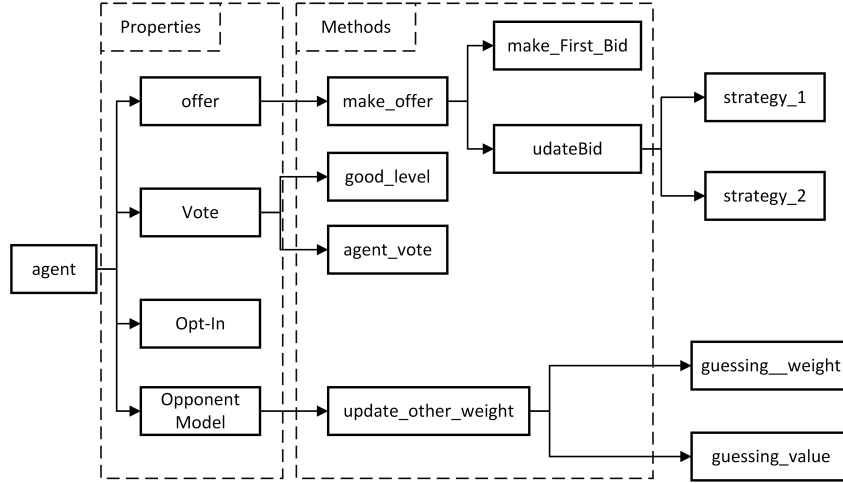 Properties
Methods
make_First_Bid
offer
make_offer
strategy_1
udateBid
good_level
strategy_2
Vote
agent_vote
agent
Opt-In
guessing__weight
Opponent
Model
update_other_weight
guessing_value